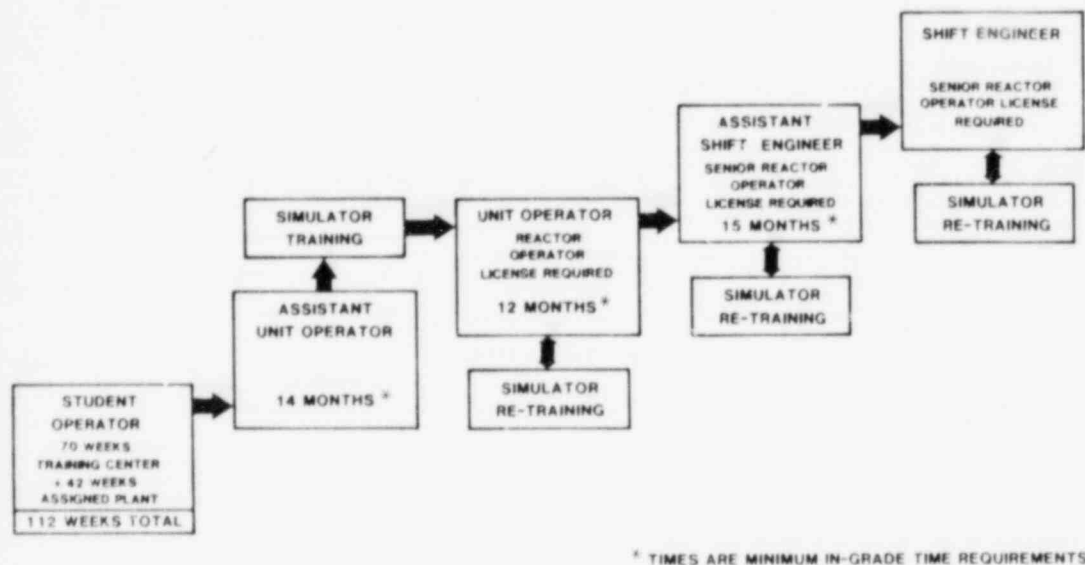 STUDENT
OPERATOR
70 WEEKS
TRAINING CENTER
+ 42 WEEKS
ASSIGNED PLANT
112 WEEKS TOTAL
ASSISTANT
UNIT OPERATOR
14 MONTHS *
SIMULATOR
TRAINING
UNIT OPERATOR
REACTOR
OPERATOR
LICENSE REQUIRED
12 MONTHS *
SIMULATOR
RE-TRAINING
ASSISTANT
SHIFT ENGINEER
SENIOR REACTOR
OPERATOR
LICENSE REQUIRED
15 MONTHS *
SIMULATOR
RE-TRAINING
SHIFT ENGINEER
SENIOR REACTOR
OPERATOR LICENSE
REQUIRED
SIMULATOR
RE-TRAINING
* TIMES ARE MINIMUM IN-GRADE TIME REQUIREMENTS